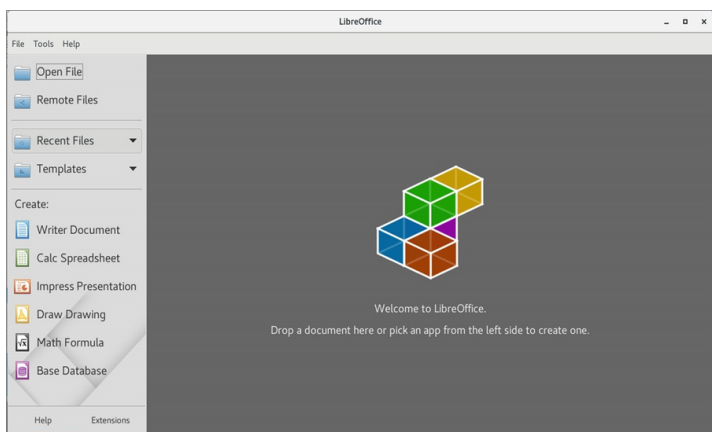 LibreOffice
File Tools Help
Open File
Remote Files
Recent Files
Templates
Create:
Writer Document
Calc Spreadsheet
Impress Presentation
Draw Drawing
Math Formula
Base Database
Help Extensions
Welcome to LibreOffice.
Drop a document here or pick an app from the left side to create one.